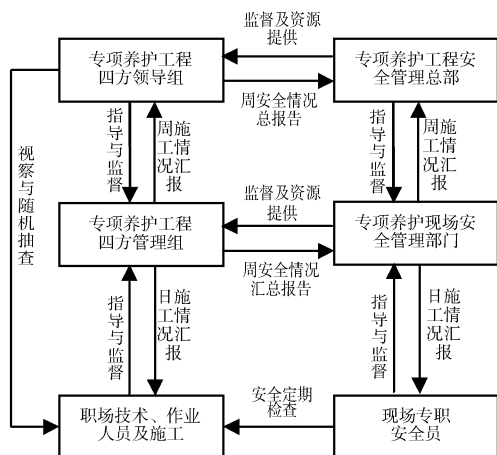 监督及资源
提供
专项养护工程
四方领导组
专项养护工程安
全管理总部
周安全情况
总报告
指导与监督
周施工情况汇报
指导与监督
周施工情况汇报
视察与随机抽查
监督及资源
提供
专项养护工程
四方管理组
专项养护现场安
全管理部门
周安全情况
汇总报告
指导与监督
日施工情况汇报
指导与监督
日施工情况汇报
安全定期
检查
职场技术、作业
人员及施工
现场专职
安全员